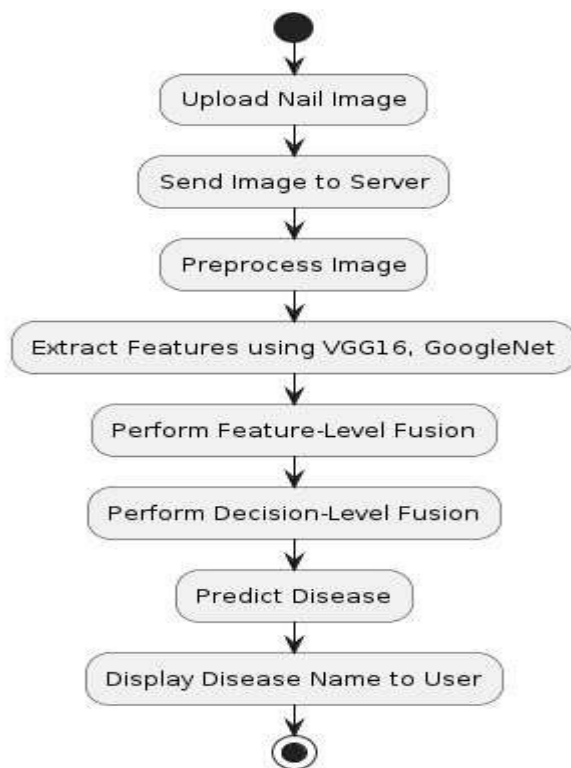 Upload Nail Image
Send Image to Server
Preprocess Image
Extract Features using VGG16, GoogleNet
Perform Feature-Level Fusion
Perform Decision-Level Fusion
Predict Disease
Display Disease Name to User